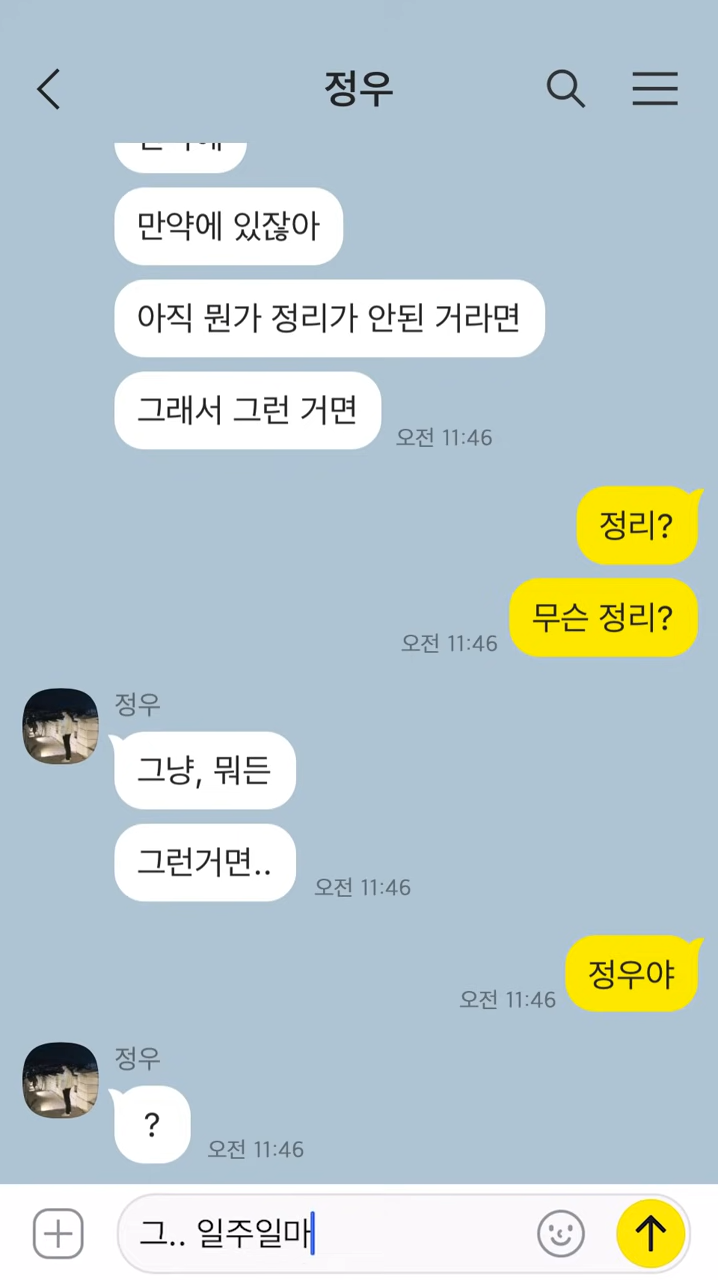 정우
만약에 있잖아
아직 뭔가 정리가 안된 거라면
그래서 그런 거면
오전 11:46
정리?
무슨 정리?
오전 11:46
정우
그냥, 뭐든
그런거면..
오전 11:46
정우야
오전 11:46
정우
?
오전 11:46
그.. 일주일마